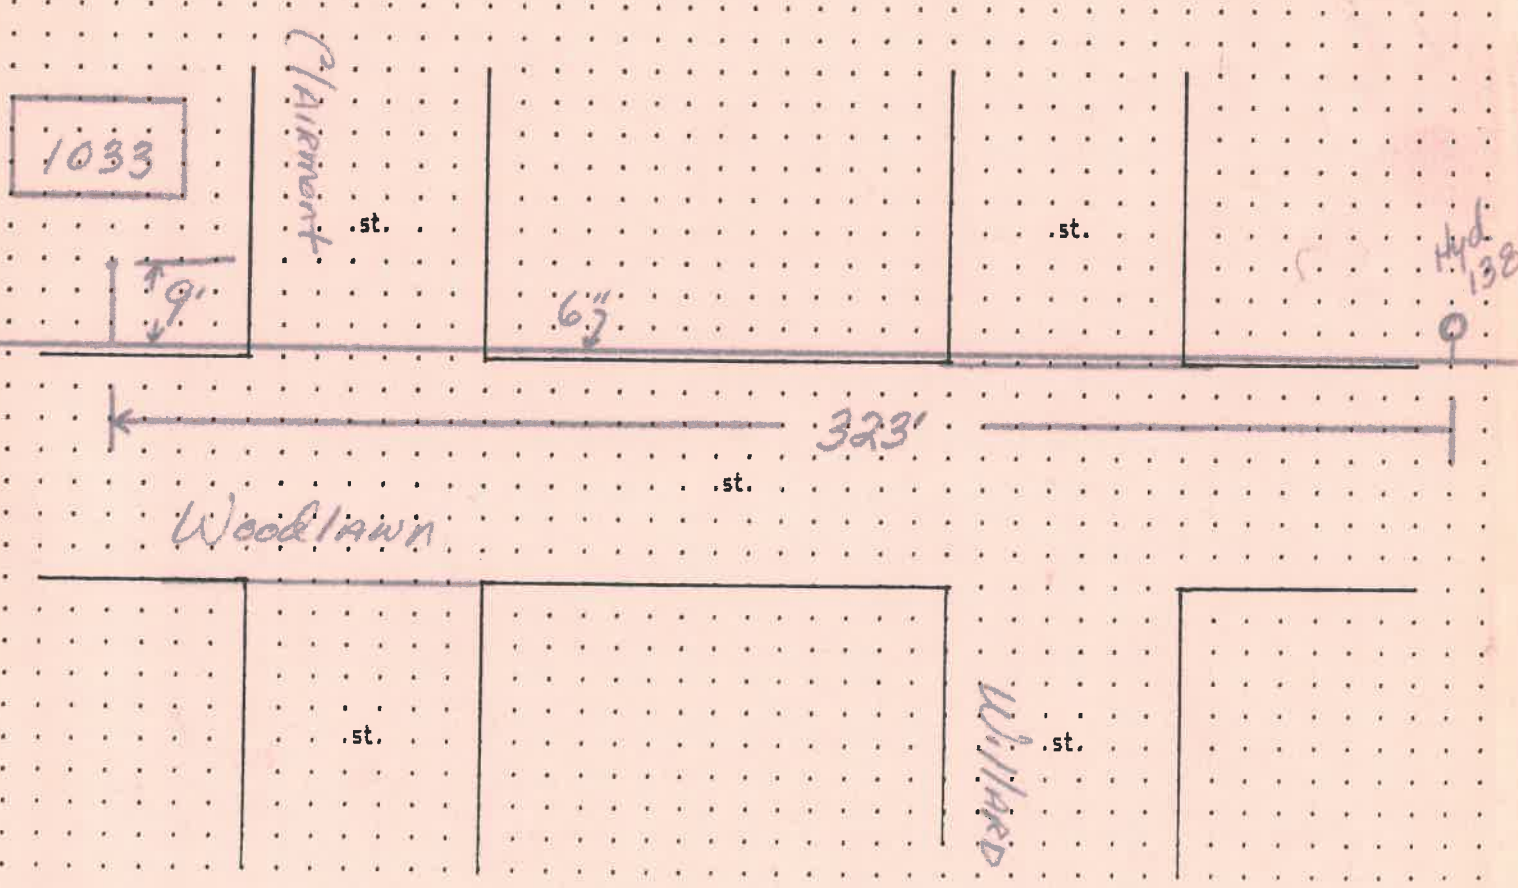 Clairmont
1033
st.
st.
Hyd
138
9'
6"
323'
st.
Woodlawn
st.
Willard
st.